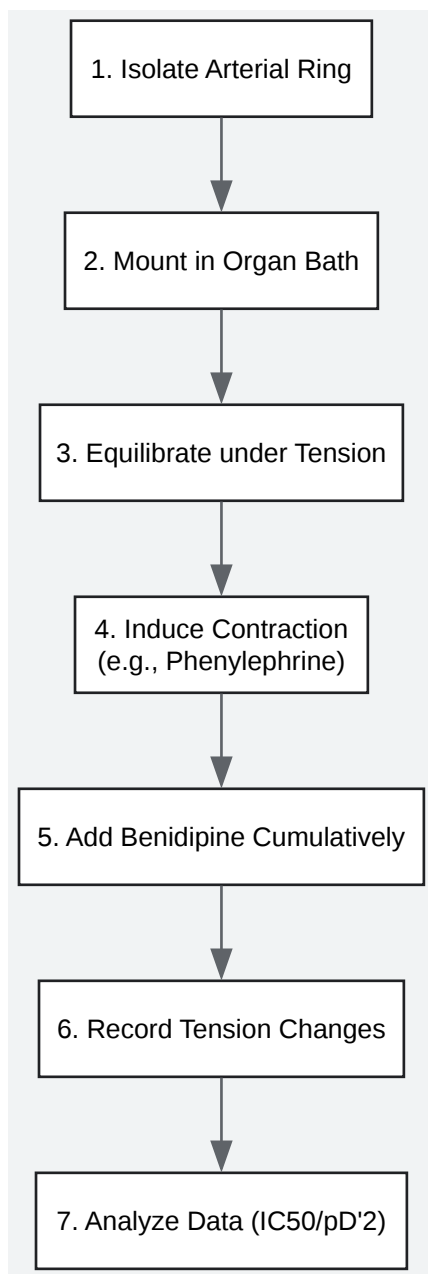 1. Isolate Arterial Ring
2. Mount in Organ Bath
3. Equilibrate under Tension
4. Induce Contraction
(e.g., Phenylephrine)
5. Add Benidipine Cumulatively
6. Record Tension Changes
7. Analyze Data (IC50/pD'2)